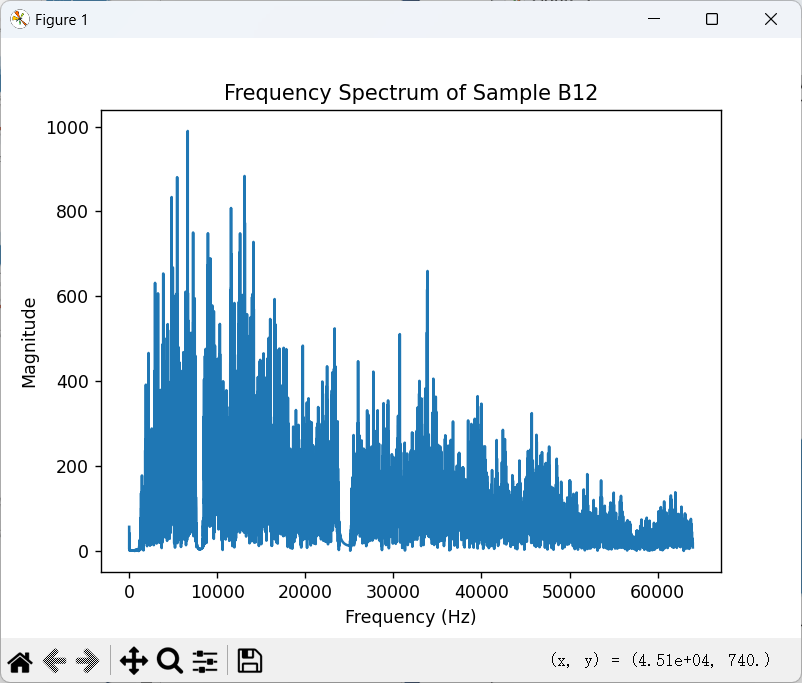 Figure 1
Frequency Spectrum of Sample B12
1000
800
600
400
200
0
Magnitude
0 10000 20000 30000 40000 50000 60000
Frequency (Hz)
(x, y) = (4.51e+04, 740.)